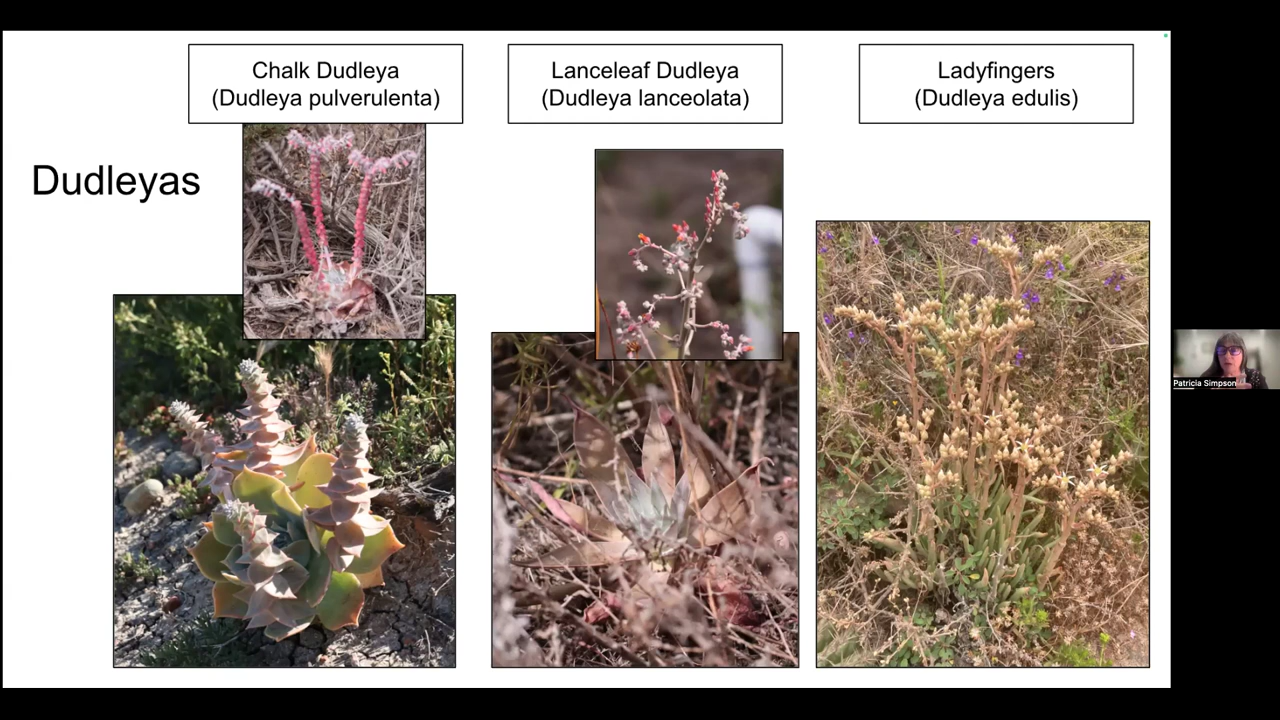 Chalk Dudleya
(Dudleya pulverulenta)
Lanceleaf Dudleya
(Dudleya lanceolata)
Ladyfingers
(Dudleya edulis)
Dudleyas
Patricia Simpson